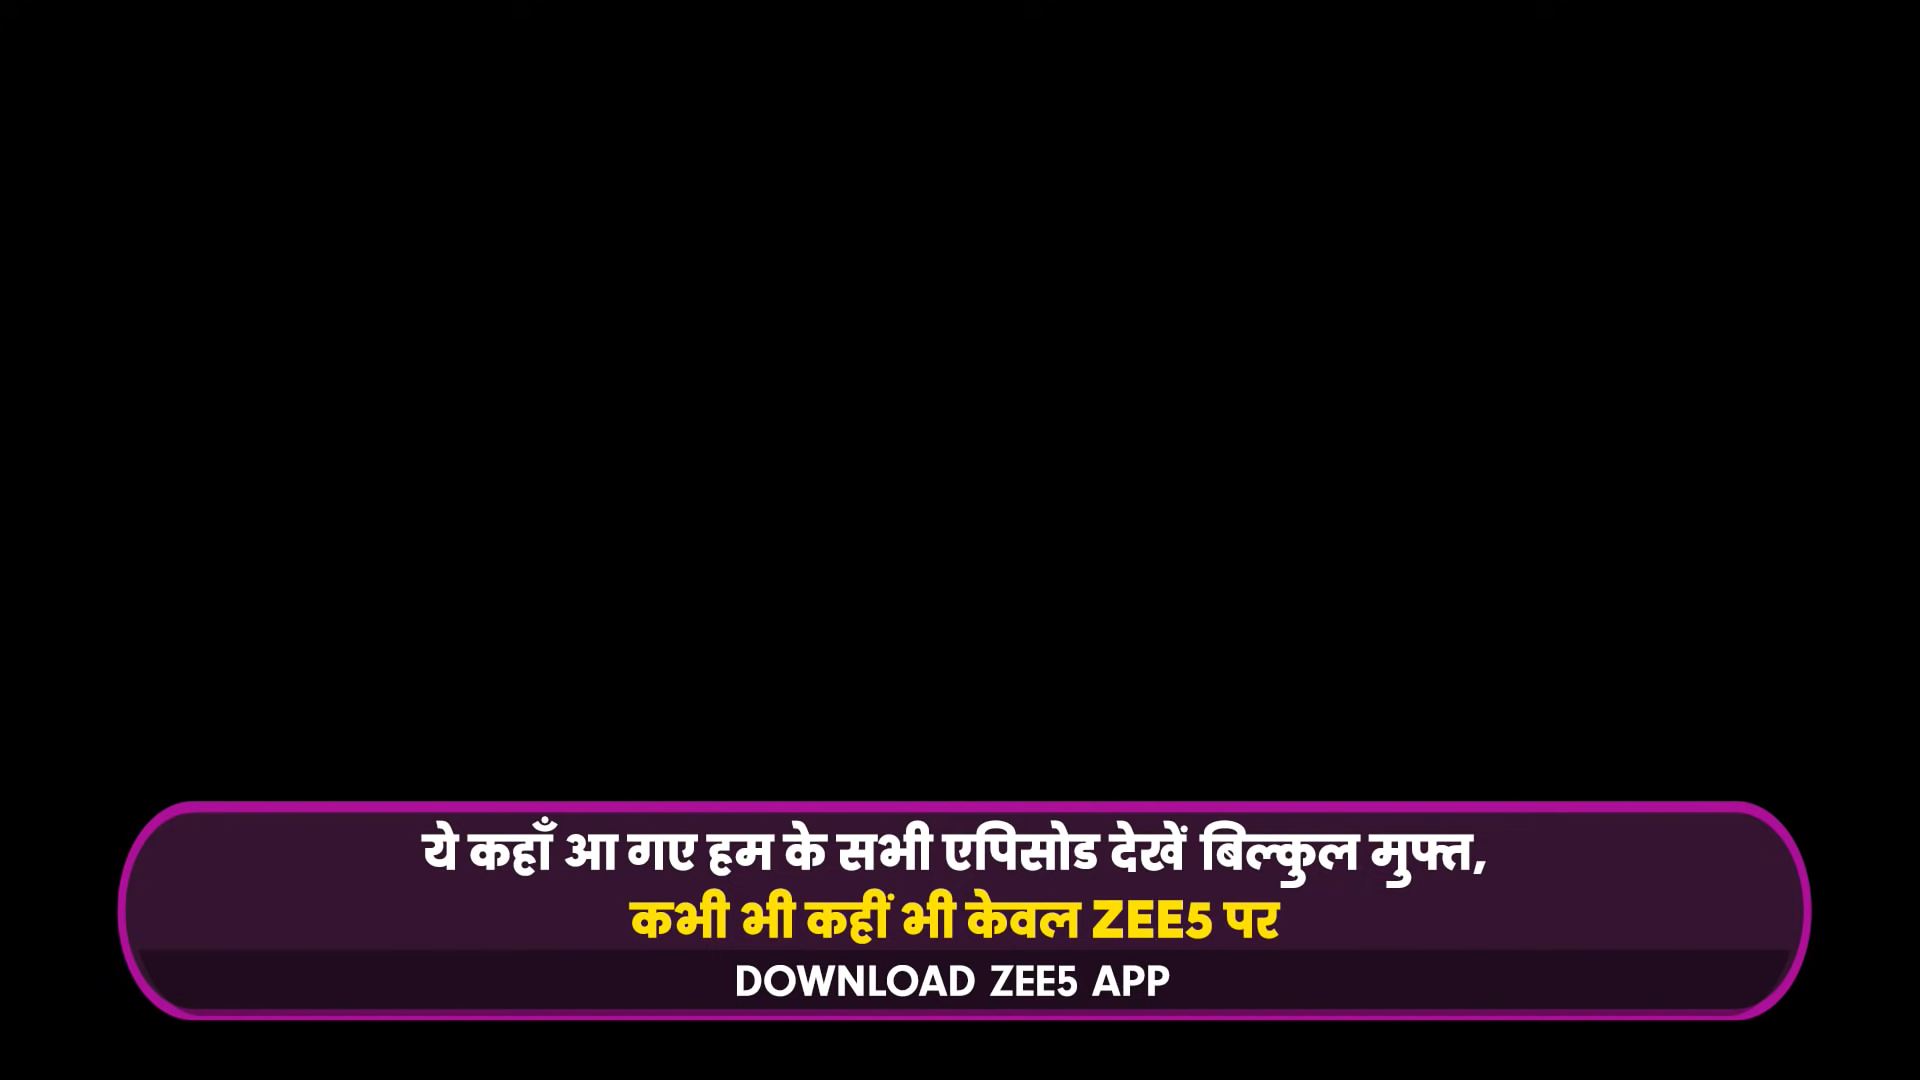 ये कहाँ आ गए हम के सभी एपिसोड देखें बिल्कुल मुफ्त,
कभी भी कहीं भी केवल ZEE5 पर
DOWNLOAD ZEE5 APP